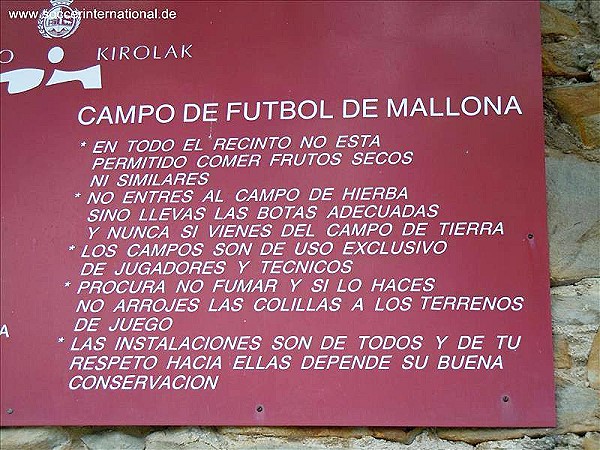 www.soccerinternational.de
O KIROLAK
CAMPO DE FUTBOL DE MALLONA
* EN TODO EL RECINTO NO ESTA
PERMITIDO COMER FRUTOS SECOS
NI SIMILARES
* NO ENTRES AL CAMPO DE HIERBA
SINO LLEVAS LAS BOTAS ADECUADAS
Y NUNCA SI VIENES DEL CAMPO DE TIERRA
* LOS CAMPOS SON DE USO EXCLUSIVO
DE JUGADORES Y TECNICOS
* PROCURA NO FUMAR Y SI LO HACES
NO ARROJES LAS COLILLAS A LOS TERRENOS
DE JUEGO
A
* LAS INSTALACIONES SON DE TODOS Y DE TU
RESPETO HACIA ELLAS DEPENDE SU BUENA
CONSERVACION